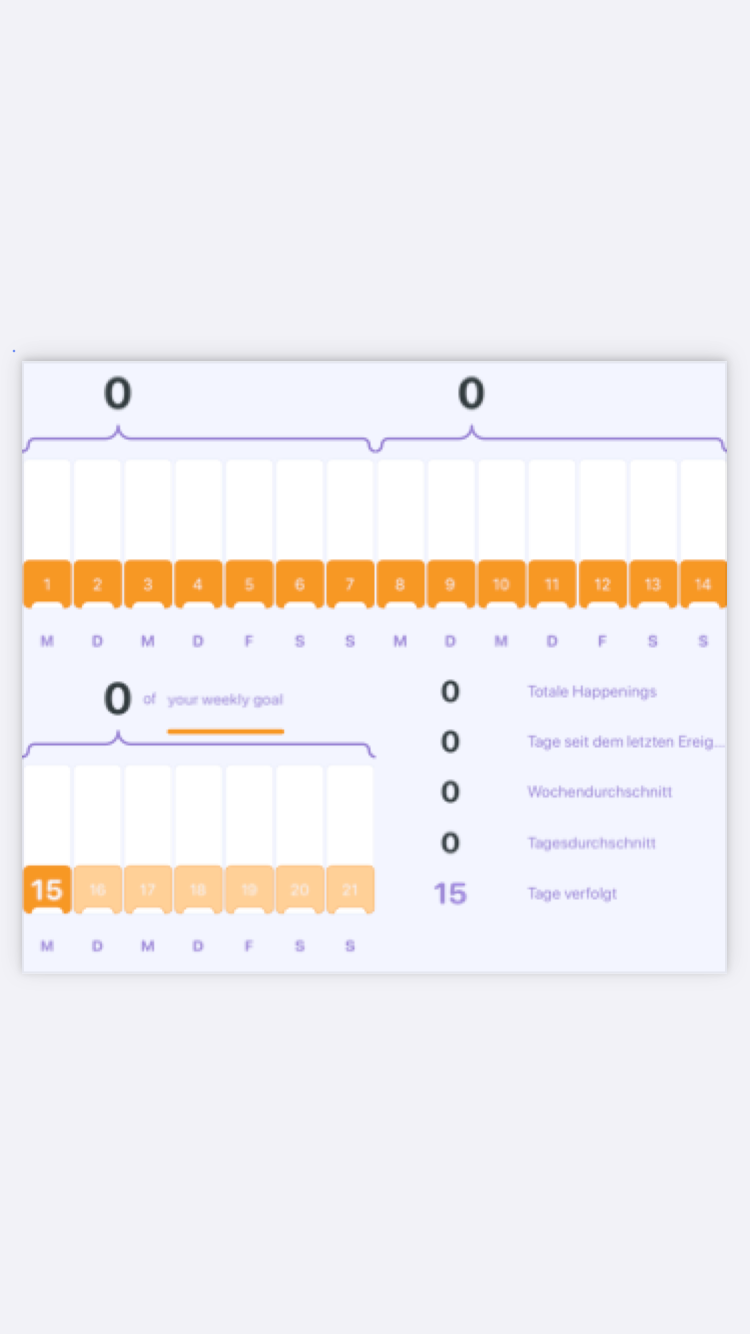 0 0
1 2 3 4 5 6 7 8 9 10 11 12 13 14
M D M D F S S M D M D F S S
0 of your weekly goal
15 16 17 18 19 20 21
M D M D F S S
0 Totale Happenings
0 Tage seit dem letzten Ereig...
0 Wochendurchschnitt
0 Tagesdurchschnitt
15 Tage verfolgt